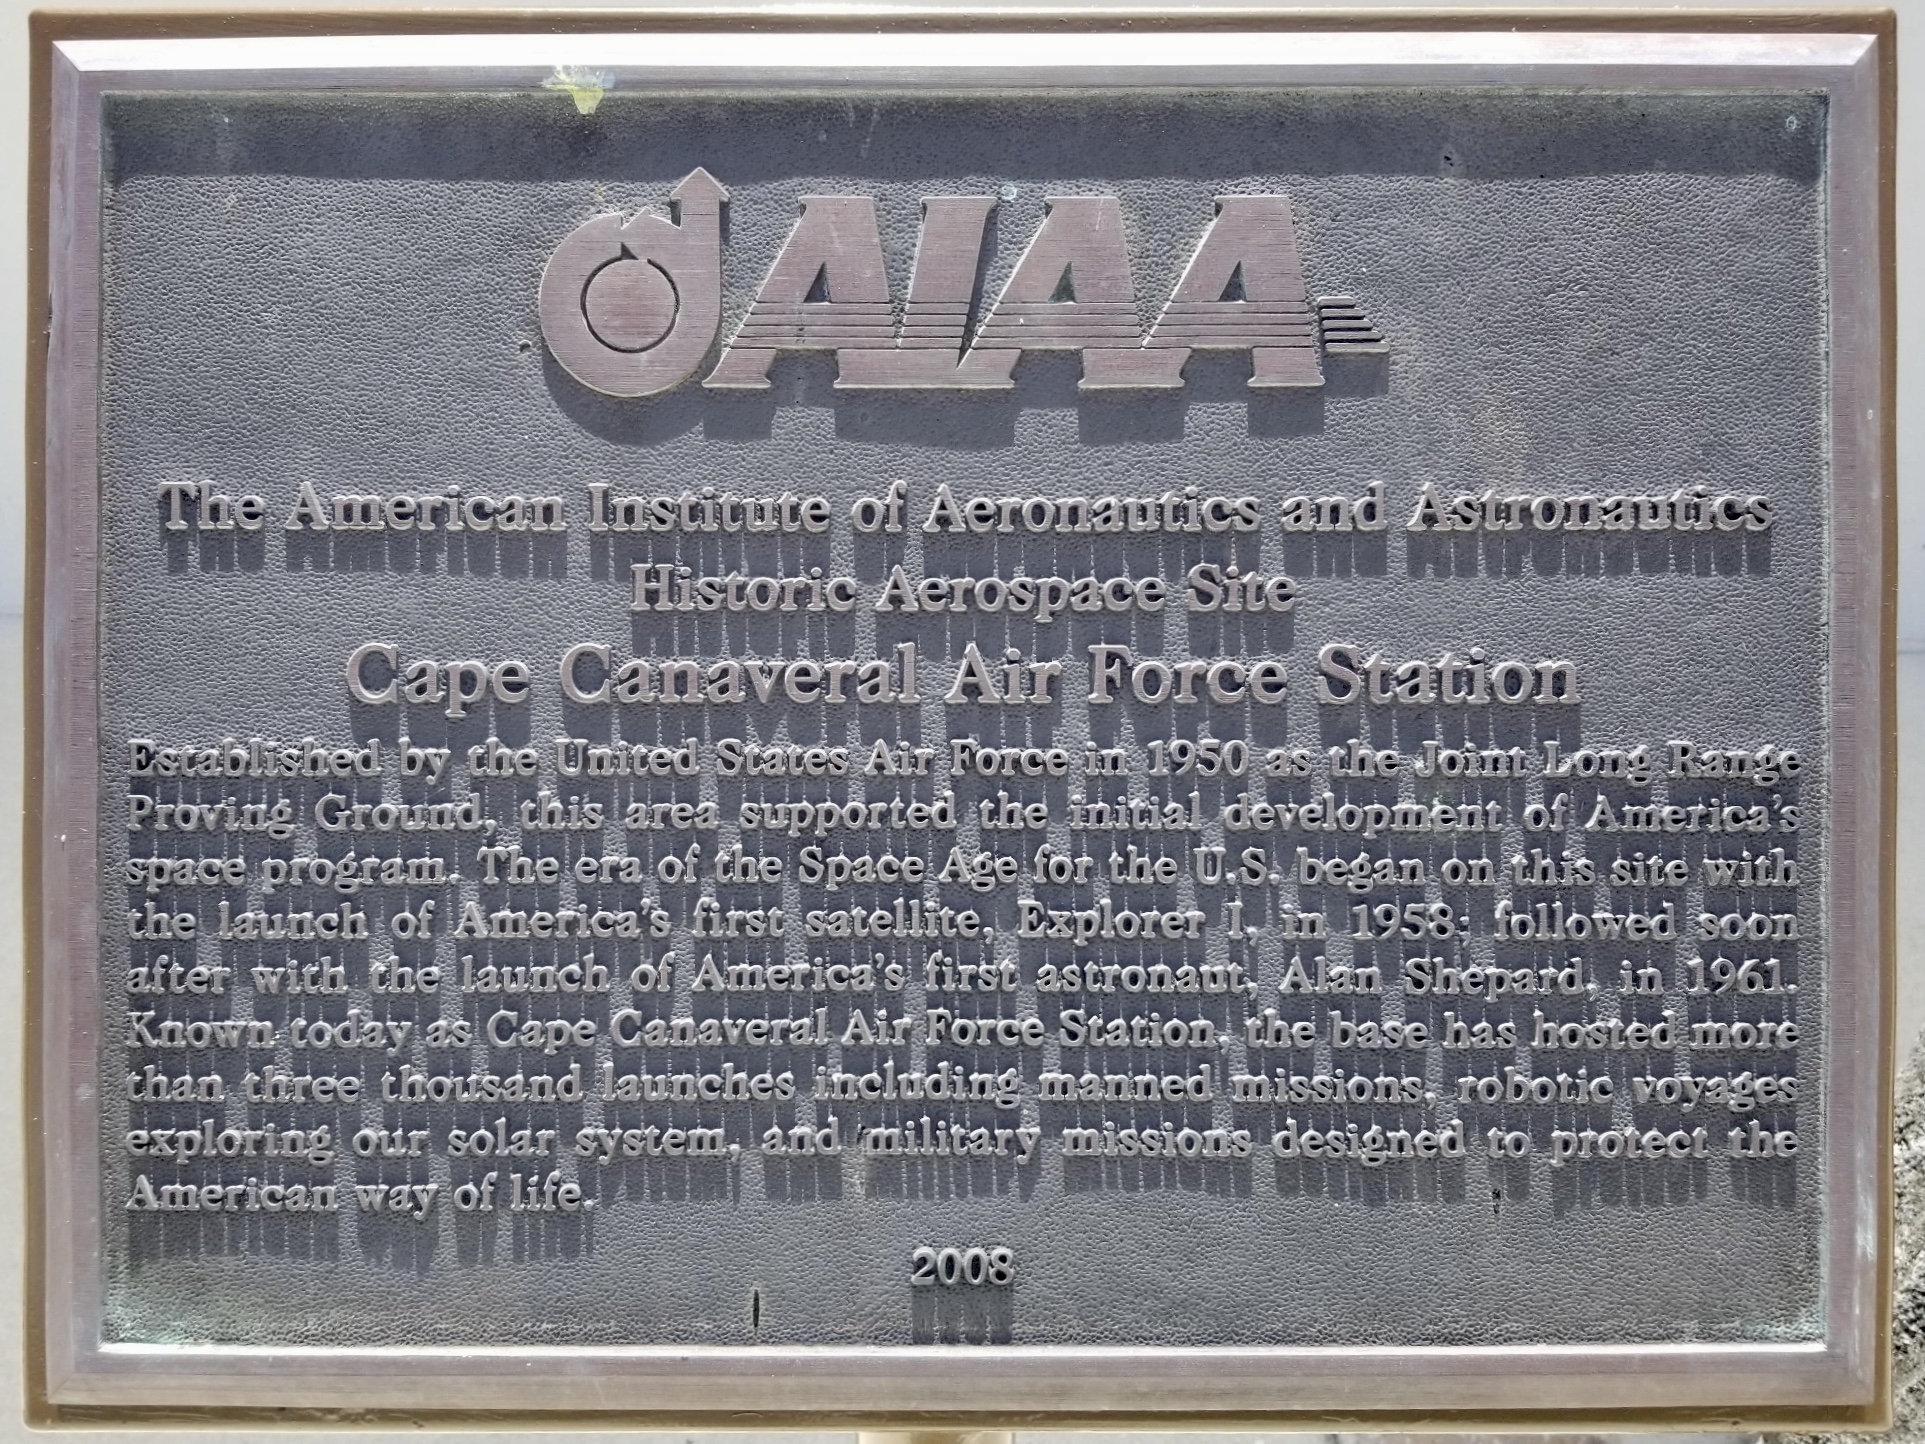 AIAA
The American Institute of Aeronautics and Astronautics
Historic Aerospace Site
Cape Canaveral Air Force Station
Established by the United States Air Force in 1950 as the Joint Long Range
Proving Ground, this area supported the initial development of America's
space program. The era of the Space Age for the U.S. began on this site with
the launch of America's first satellite, Explorer I, in 1958; followed soon
after with the launch of America's first astronaut, Alan Shepard, in 1961.
Known today as Cape Canaveral Air Force Station, the base has hosted more
than three thousand launches including manned missions, robotic voyages
exploring our solar system, and military missions designed to protect the
American way of life.
2008